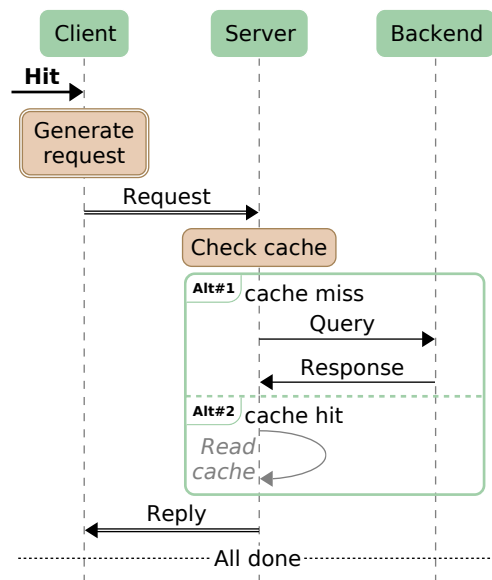 Client Server Backend
Hit
Generate
request
Request
Check cache
Alt#1 cache miss
Query
Response
Alt#2 cache hit
Read
cache
Reply
All done